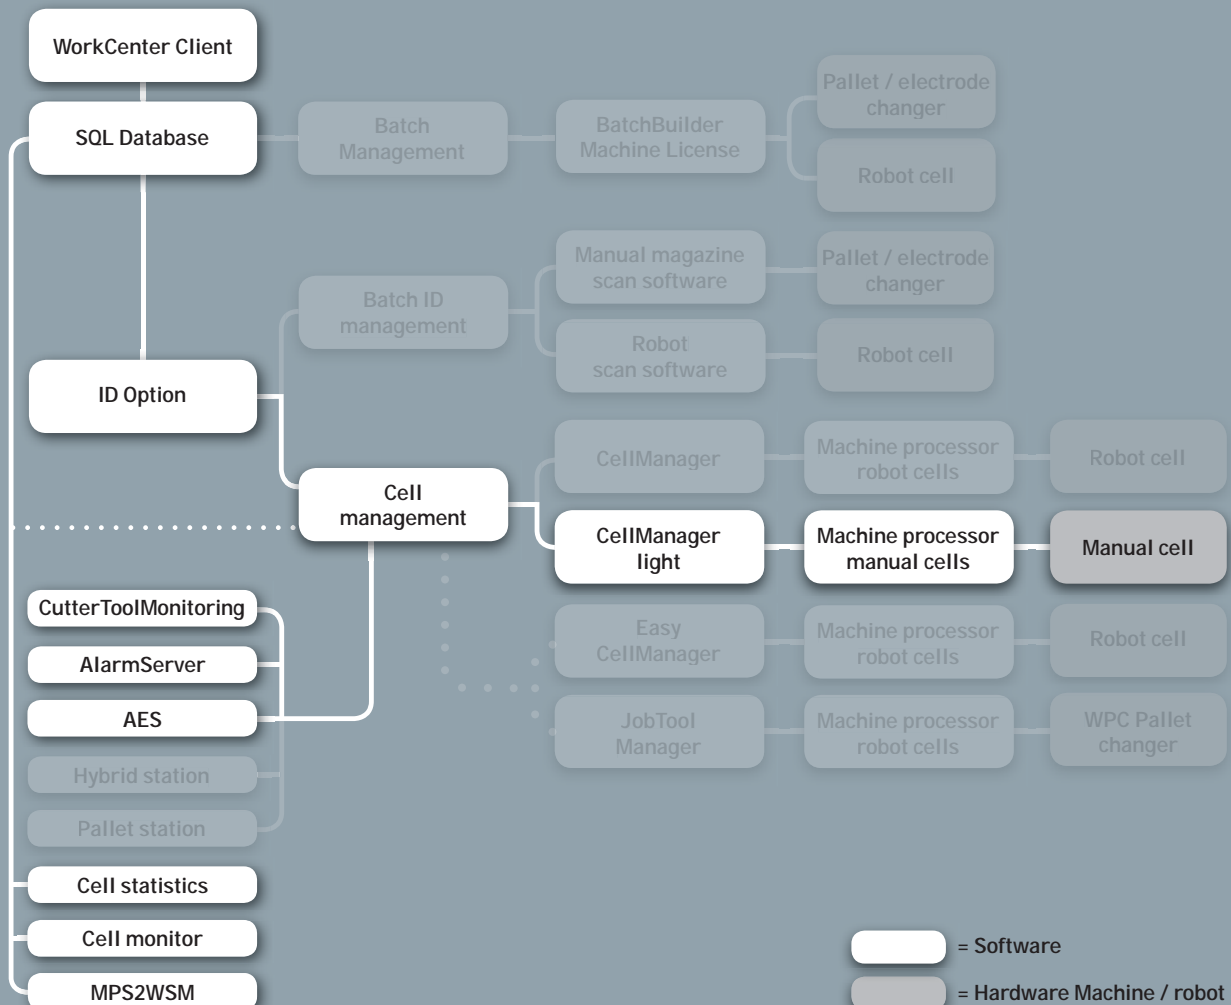 WorkCenter Client
SQL Database
Batch
Management
BatchBuilder
Machine License
Pallet / electrode
changer
Robot cell
Manual magazine
scan software
Pallet / electrode
changer
Batch ID
management
Robot
scan software
Robot cell
ID Option
CellManager
Machine processor
robot cells
Robot cell
Cell
management
CellManager
light
Machine processor
manual cells
Manual cell
CutterToolMonitoring
Easy
CellManager
Machine processor
robot cells
Robot cell
AlarmServer
AES
JobTool
Manager
Machine processor
robot cells
WPC Pallet
changer
Hybrid station
Pallet station
Cell statistics
Cell monitor
MPS2WSM
= Software
= Hardware Machine / robot